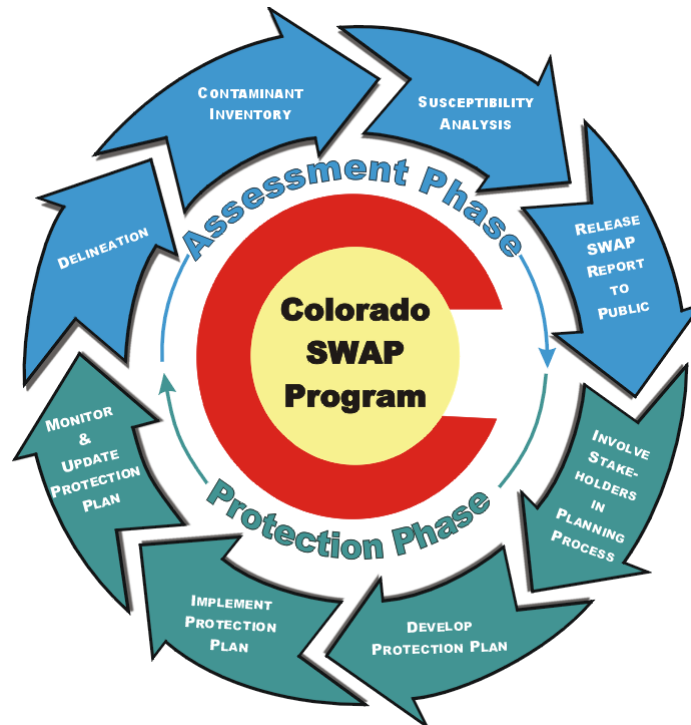 CONTAMINANT
INVENTORY
SUSCEPTIBILITY
ANALYSIS
RELEASE
SWAP
REPORT
TO
PUBLIC
INVOLVE
STAKE-
HOLDERS
IN
PLANNING
PROCESS
DEVELOP
PROTECTION PLAN
IMPLEMENT
PROTECTION
PLAN
MONITOR
&
UPDATE
PROTECTION
PLAN
DELINEATION
Assessment Phase
Colorado
SWAP
Program
Protection Phase